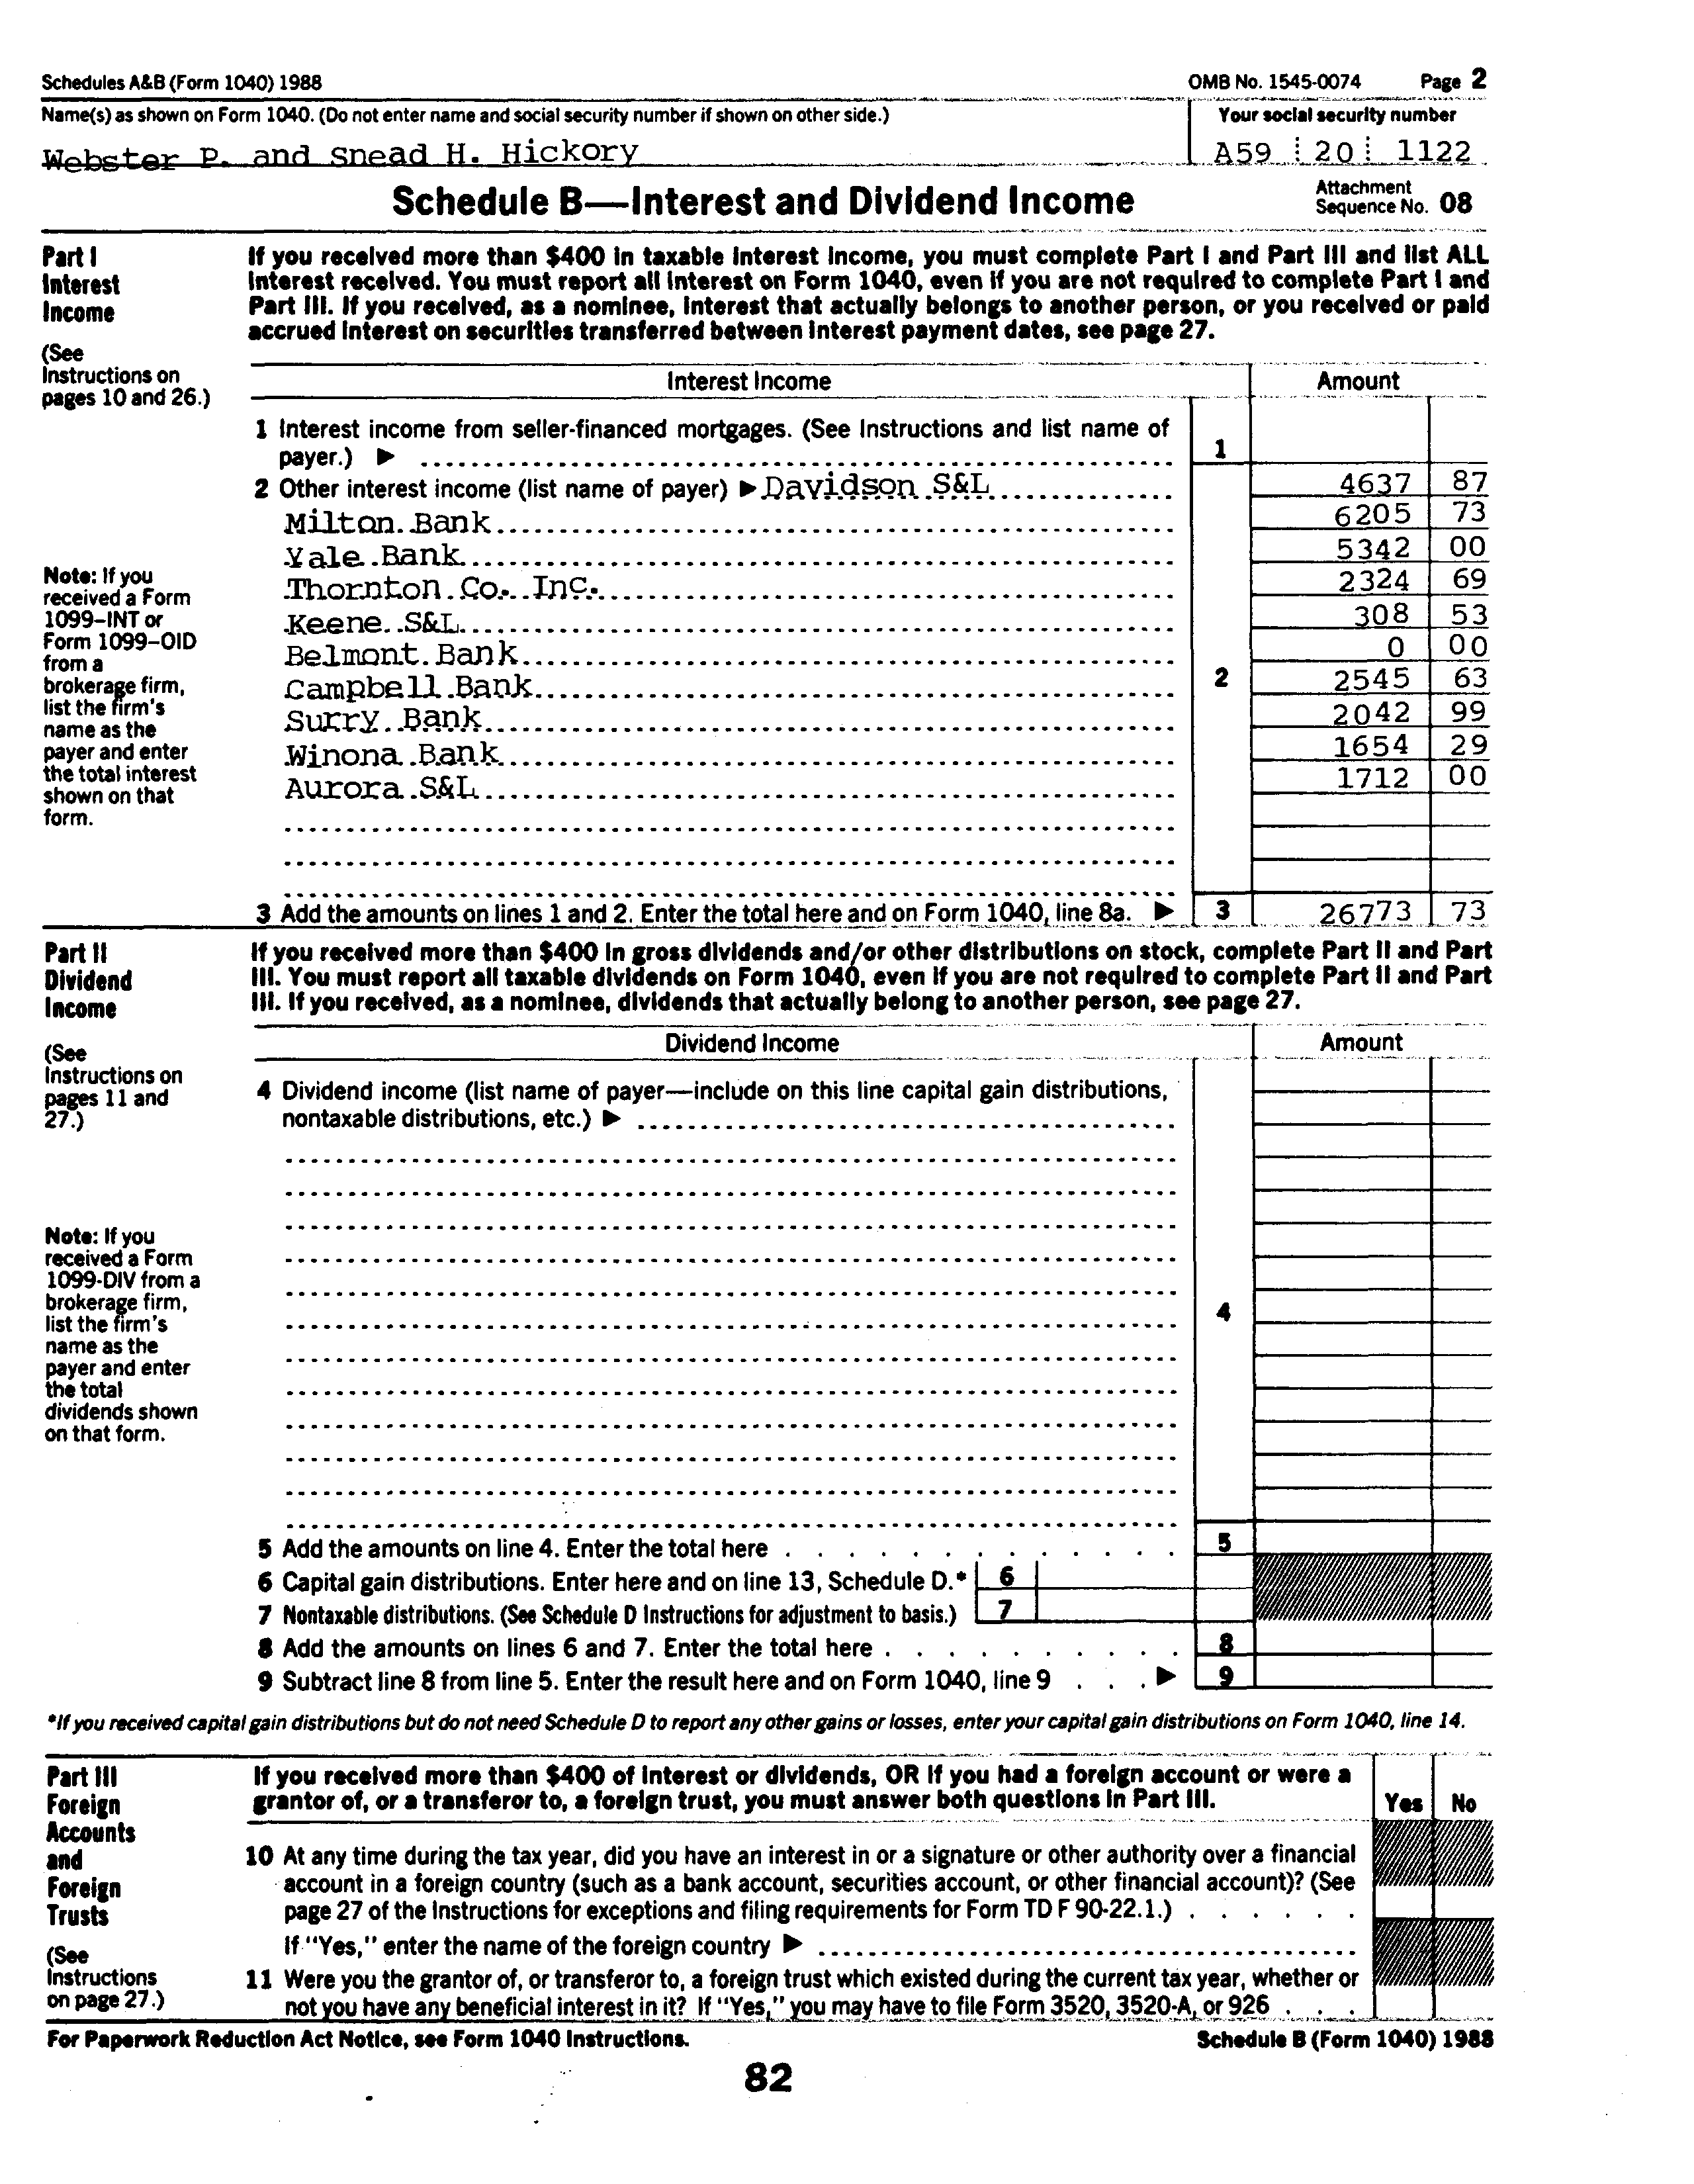 Schedules A&B (Form 1040) 1988 OMB No. 1545-0074 Page 2
Name(s) as shown on Form 1040. (Do not enter name and social security number if shown on other side.) Your social security number
Webster P. and Snead H. Hickory A59 20 1122
Schedule B—Interest and Dividend Income Attachment Sequence No. 08
Part I
Interest
Income
(See
Instructions on
pages 10 and 26.)
If you received more than $400 in taxable interest income, you must complete Part I and Part III and list ALL
interest received. You must report all interest on Form 1040, even if you are not required to complete Part I and
Part III. If you received, as a nominee, interest that actually belongs to another person, or you received or paid
accrued interest on securities transferred between interest payment dates, see page 27.
Interest Income Amount
1 Interest income from seller-financed mortgages. (See Instructions and list name of
payer.) ▶ 1
2 Other interest income (list name of payer) ▶ Davidson S&L 4637 87
Milton Bank 6205 73
Yale Bank 5342 00
Thornton Co. Inc. 2324 69
Keene S&L 308 53
Belmont Bank 0 00
Campbell Bank 2 2545 63
Surry Bank 2042 99
Winona Bank 1654 29
Aurora S&L 1712 00
Note: If you
received a Form
1099–INT or
Form 1099–OID
from a
brokerage firm,
list the firm's
name as the
payer and enter
the total interest
shown on that
form.
3 Add the amounts on lines 1 and 2. Enter the total here and on Form 1040, line 8a. ▶ 3 26773 73
Part II
Dividend
Income
(See
Instructions on
pages 11 and
27.)
If you received more than $400 in gross dividends and/or other distributions on stock, complete Part II and Part
III. You must report all taxable dividends on Form 1040, even if you are not required to complete Part II and Part
III. If you received, as a nominee, dividends that actually belong to another person, see page 27.
Dividend Income Amount
4 Dividend income (list name of payer—include on this line capital gain distributions,
nontaxable distributions, etc.) ▶
4
Note: If you
received a Form
1099-DIV from a
brokerage firm,
list the firm's
name as the
payer and enter
the total
dividends shown
on that form.
5 Add the amounts on line 4. Enter the total here 5
6 Capital gain distributions. Enter here and on line 13, Schedule D.* 6
7 Nontaxable distributions. (See Schedule D Instructions for adjustment to basis.) 7
8 Add the amounts on lines 6 and 7. Enter the total here 8
9 Subtract line 8 from line 5. Enter the result here and on Form 1040, line 9 ▶ 9
*If you received capital gain distributions but do not need Schedule D to report any other gains or losses, enter your capital gain distributions on Form 1040, line 14.
Part III
Foreign
Accounts
and
Foreign
Trusts
(See
Instructions
on page 27.)
If you received more than $400 of interest or dividends, OR if you had a foreign account or were a
grantor of, or a transferor to, a foreign trust, you must answer both questions in Part III. Yes No
10 At any time during the tax year, did you have an interest in or a signature or other authority over a financial
account in a foreign country (such as a bank account, securities account, or other financial account)? (See
page 27 of the Instructions for exceptions and filing requirements for Form TD F 90-22.1.)
If "Yes," enter the name of the foreign country ▶
11 Were you the grantor of, or transferor to, a foreign trust which existed during the current tax year, whether or
not you have any beneficial interest in it? If "Yes," you may have to file Form 3520, 3520-A, or 926
For Paperwork Reduction Act Notice, see Form 1040 Instructions. Schedule B (Form 1040) 1988
82